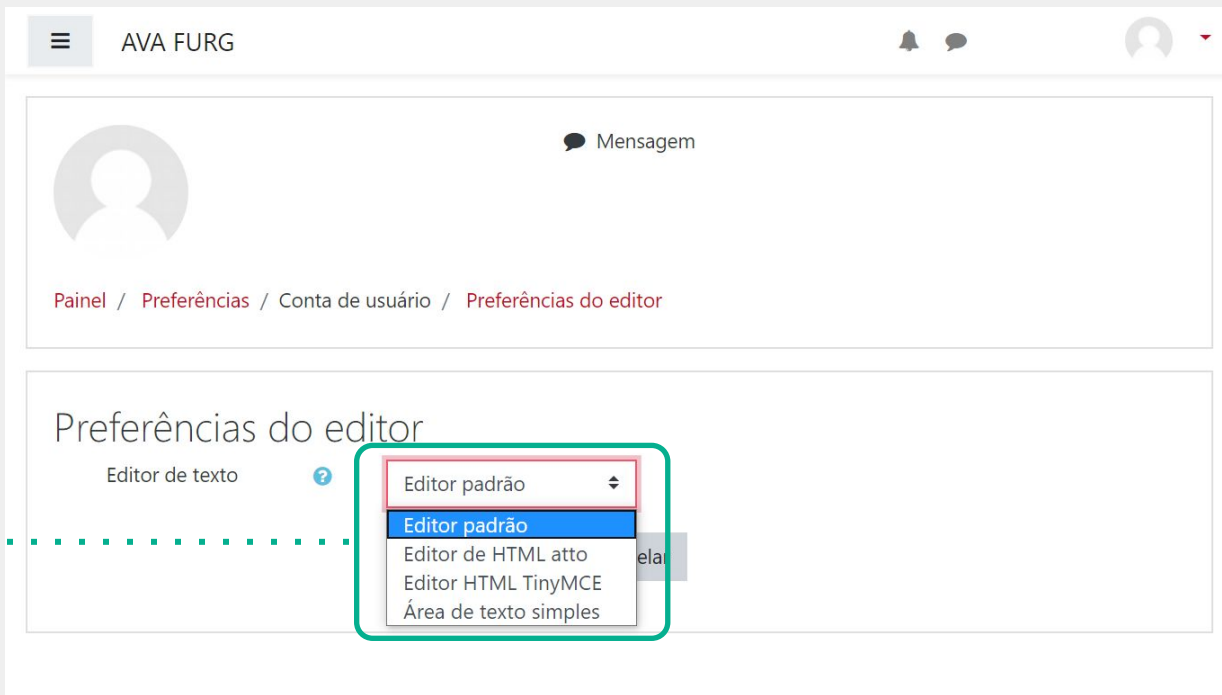 AVA FURG
Mensagem
Painel / Preferências / Conta de usuário / Preferências do editor
Preferências do editor
Editor de texto
Editor padrão
Editor padrão
Editor de HTML atto
Editor HTML TinyMCE
Área de texto simples